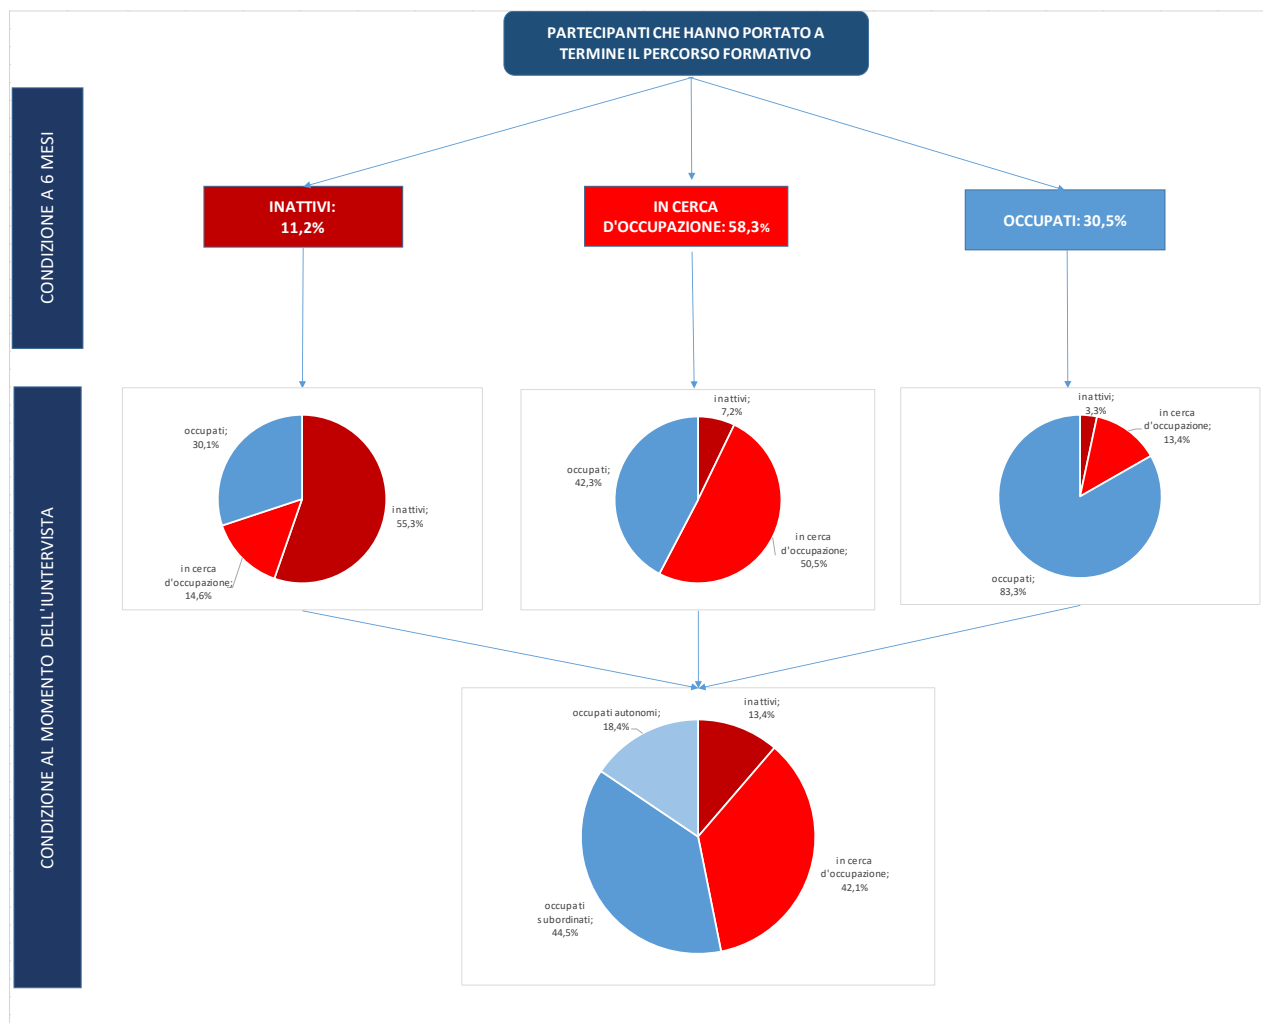 PARTECIPANTI CHE HANNO PORTATO A
TERMINE IL PERCORSO FORMATIVO
CONDIZIONE A 6 MESI
INATTIVI:
11,2%
IN CERCA
D'OCCUPAZIONE: 58,3%
OCCUPATI: 30,5%
CONDIZIONE AL MOMENTO DELL'IUNTERVISTA
occupati;
30,1%
inattivi;
55,3%
in cerca
d'occupazione;
14,6%
inattivi;
7,2%
occupati;
42,3%
in cerca
d'occupazione;
50,5%
inattivi;
3,3%
in cerca
d'occupazione;
13,4%
occupati;
83,3%
occupati autonomi;
18,4%
inattivi;
13,4%
in cerca
d'occupazione;
42,1%
occupati
subordinati;
44,5%